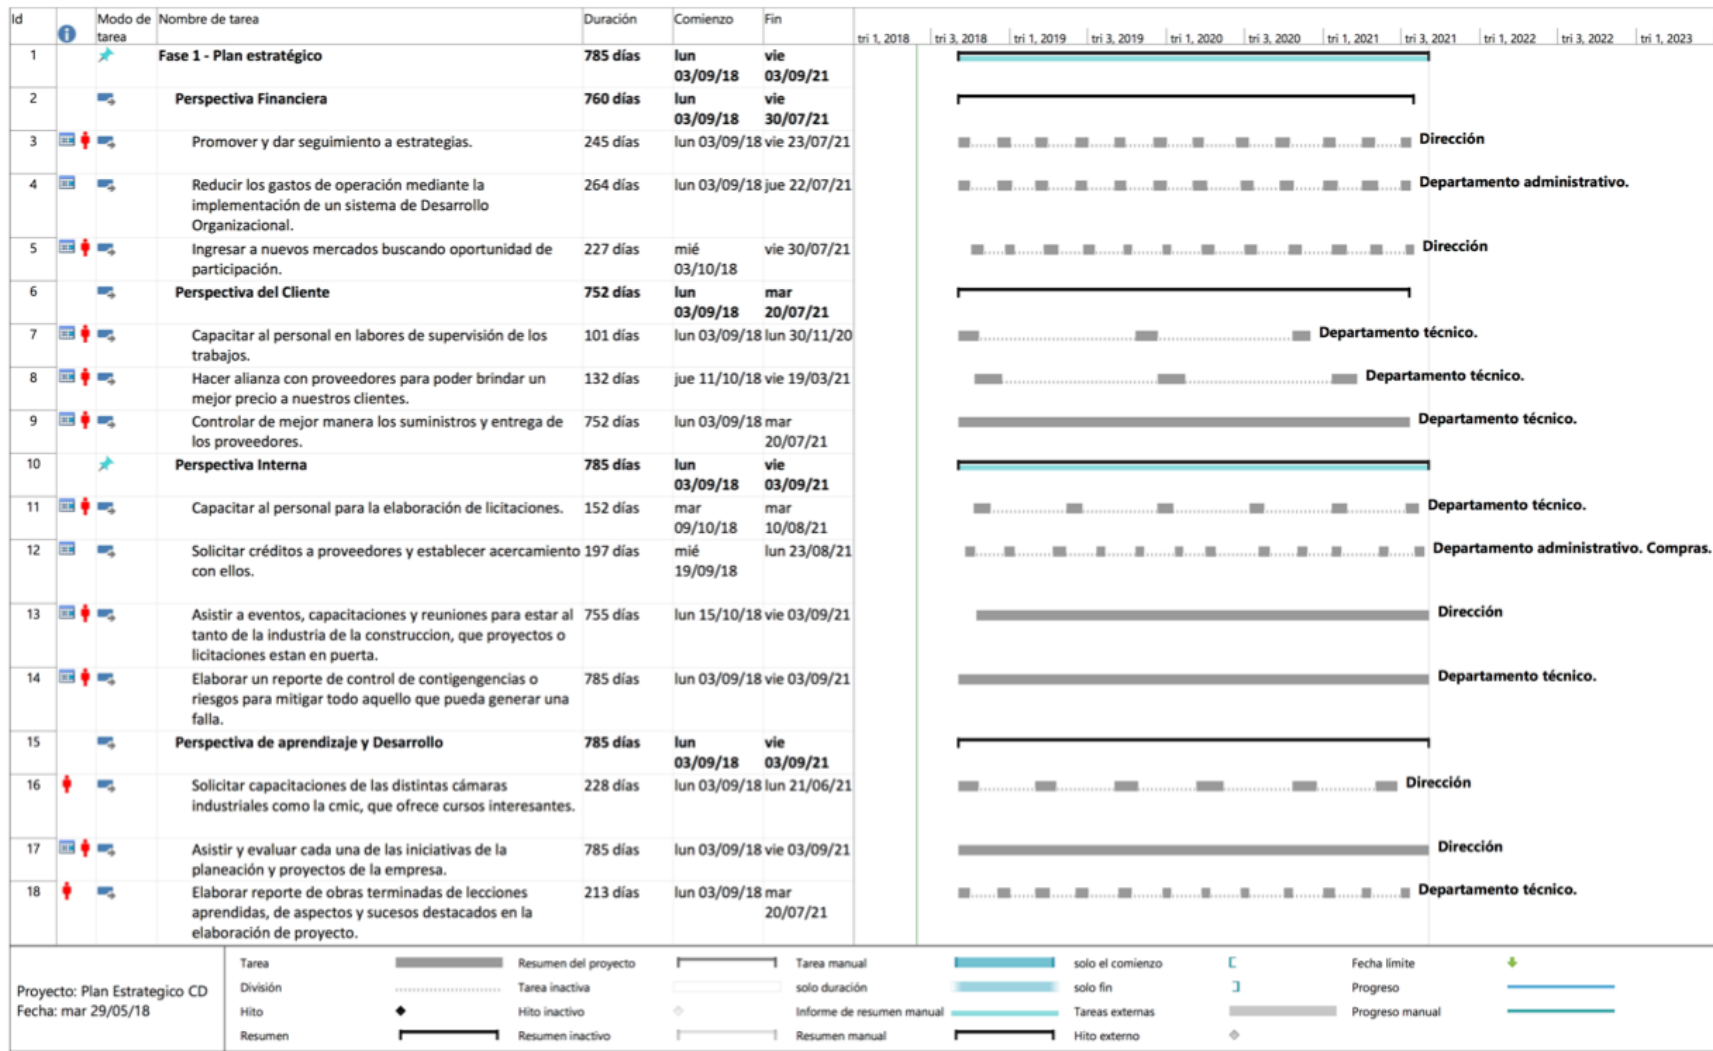 Id
Modo de tarea
Nombre de tarea
Duración
Comienzo
Fin
tri 1, 2018
tri 3, 2018
tri 1, 2019
tri 3, 2019
tri 1, 2020
tri 3, 2020
tri 1, 2021
tri 3, 2021
tri 1, 2022
tri 3, 2022
tri 1, 2023
1 Fase 1 - Plan estratégico 785 días lun vie
03/09/18 03/09/21
2 Perspectiva Financiera 760 días lun vie
03/09/18 30/07/21
3 Promover y dar seguimiento a estrategias. 245 días lun 03/09/18 vie 23/07/21 Dirección
4 Reducir los gastos de operación mediante la 264 días lun 03/09/18 jue 22/07/21 Departamento administrativo.
implementación de un sistema de Desarrollo
Organizacional.
5 Ingresar a nuevos mercados buscando oportunidad de 227 días mié vie 30/07/21 Dirección
participación. 03/10/18
6 Perspectiva del Cliente 752 días lun mar
03/09/18 20/07/21
7 Capacitar al personal en labores de supervisión de los 101 días lun 03/09/18 lun 30/11/20 Departamento técnico.
trabajos.
8 Hacer alianza con proveedores para poder brindar un 132 días jue 11/10/18 vie 19/03/21 Departamento técnico.
mejor precio a nuestros clientes.
9 Controlar de mejor manera los suministros y entrega de 752 días lun 03/09/18 mar Departamento técnico.
los proveedores. 20/07/21
10 Perspectiva Interna 785 días lun vie
03/09/18 03/09/21
11 Capacitar al personal para la elaboración de licitaciones. 152 días mar mar Departamento técnico.
09/10/18 10/08/21
12 Solicitar créditos a proveedores y establecer acercamiento 197 días mié lun 23/08/21 Departamento administrativo. Compras.
con ellos. 19/09/18
13 Asistir a eventos, capacitaciones y reuniones para estar al 755 días lun 15/10/18 vie 03/09/21 Dirección
tanto de la industria de la construccion, que proyectos o
licitaciones estan en puerta.
14 Elaborar un reporte de control de contigengencias o 785 días lun 03/09/18 vie 03/09/21 Departamento técnico.
riesgos para mitigar todo aquello que pueda generar una
falla.
15 Perspectiva de aprendizaje y Desarrollo 785 días lun vie
03/09/18 03/09/21
16 Solicitar capacitaciones de las distintas cámaras 228 días lun 03/09/18 lun 21/06/21 Dirección
industriales como la cmic, que ofrece cursos interesantes.
17 Asistir y evaluar cada una de las iniciativas de la 785 días lun 03/09/18 vie 03/09/21 Dirección
planeación y proyectos de la empresa.
18 Elaborar reporte de obras terminadas de lecciones 213 días lun 03/09/18 mar Departamento técnico.
aprendidas, de aspectos y sucesos destacados en la 20/07/21
elaboración de proyecto.
Proyecto: Plan Estrategico CD
Fecha: mar 29/05/18
Tarea
División
Hito
Resumen
Resumen del proyecto
Tarea inactiva
Hito inactivo
Resumen inactivo
Tarea manual
solo duración
Informe de resumen manual
Resumen manual
solo el comienzo
solo fin
Tareas externas
Hito externo
Fecha límite
Progreso
Progreso manual